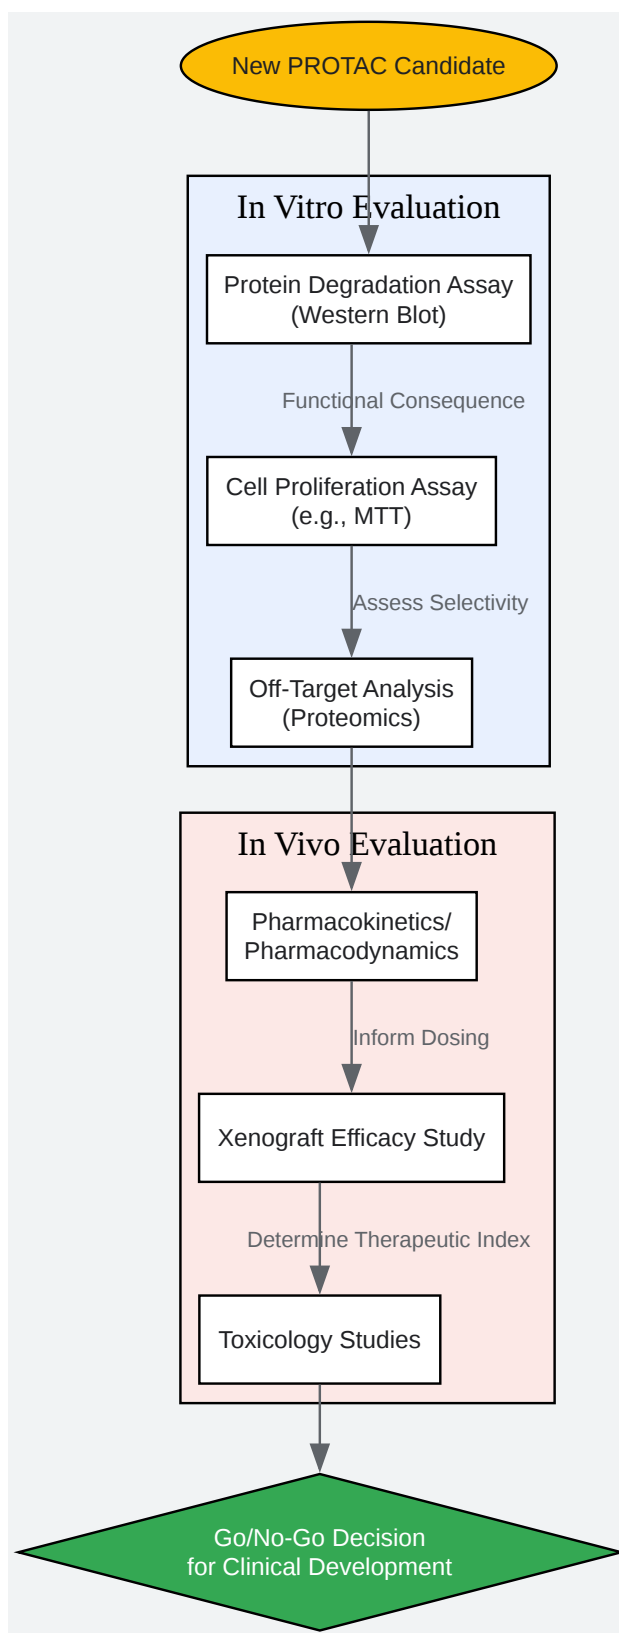 New PROTAC Candidate
In Vitro Evaluation
Protein Degradation Assay
(Western Blot)
Functional Consequence
Cell Proliferation Assay
(e.g., MTT)
Assess Selectivity
Off-Target Analysis
(Proteomics)
In Vivo Evaluation
Pharmacokinetics/
Pharmacodynamics
Inform Dosing
Xenograft Efficacy Study
Determine Therapeutic Index
Toxicology Studies
Go/No-Go Decision
for Clinical Development